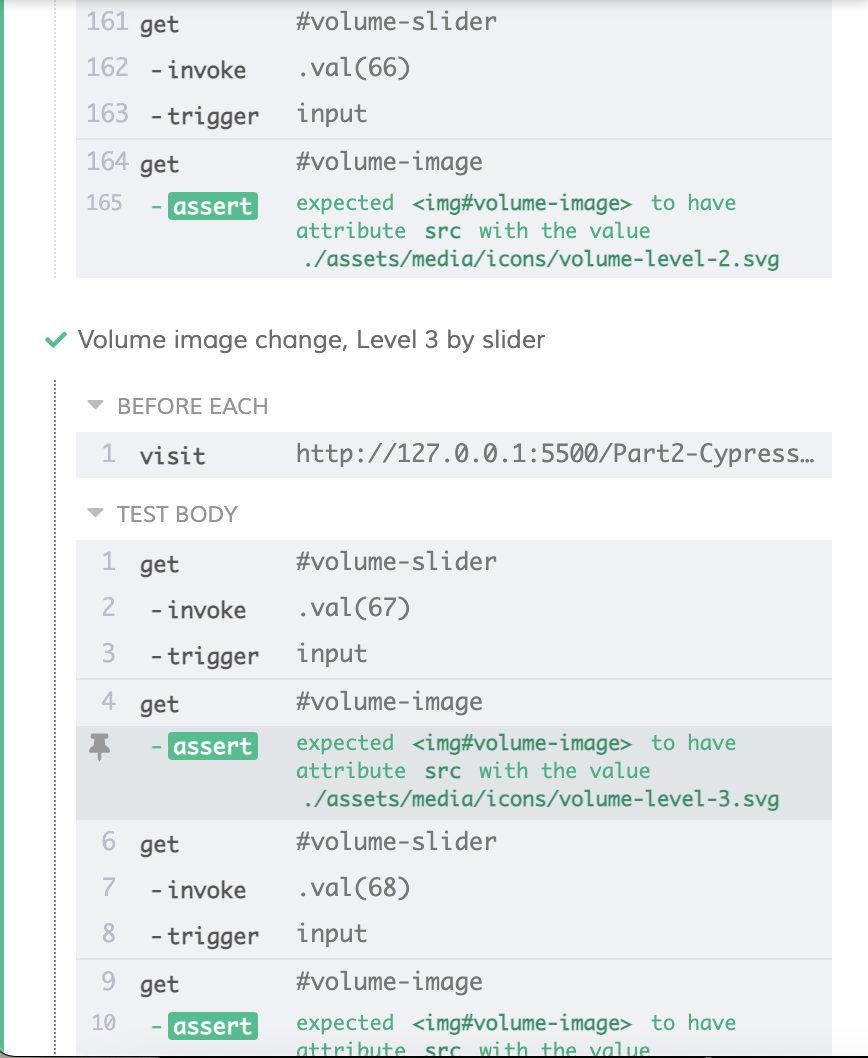 161 get #volume-slider
162 -invoke .val(66)
163 -trigger input
164 get #volume-image
165 -assert expected <img#volume-image> to have
attribute src with the value
./assets/media/icons/volume-level-2.svg
Volume image change, Level 3 by slider
BEFORE EACH
1 visit http://127.0.0.1:5500/Part2-Cypress…
TEST BODY
1 get #volume-slider
2 -invoke .val(67)
3 -trigger input
4 get #volume-image
-assert expected <img#volume-image> to have
attribute src with the value
./assets/media/icons/volume-level-3.svg
6 get #volume-slider
7 -invoke .val(68)
8 -trigger input
9 get #volume-image
10 -assert expected <img#volume-image> to have
attribute src with the value